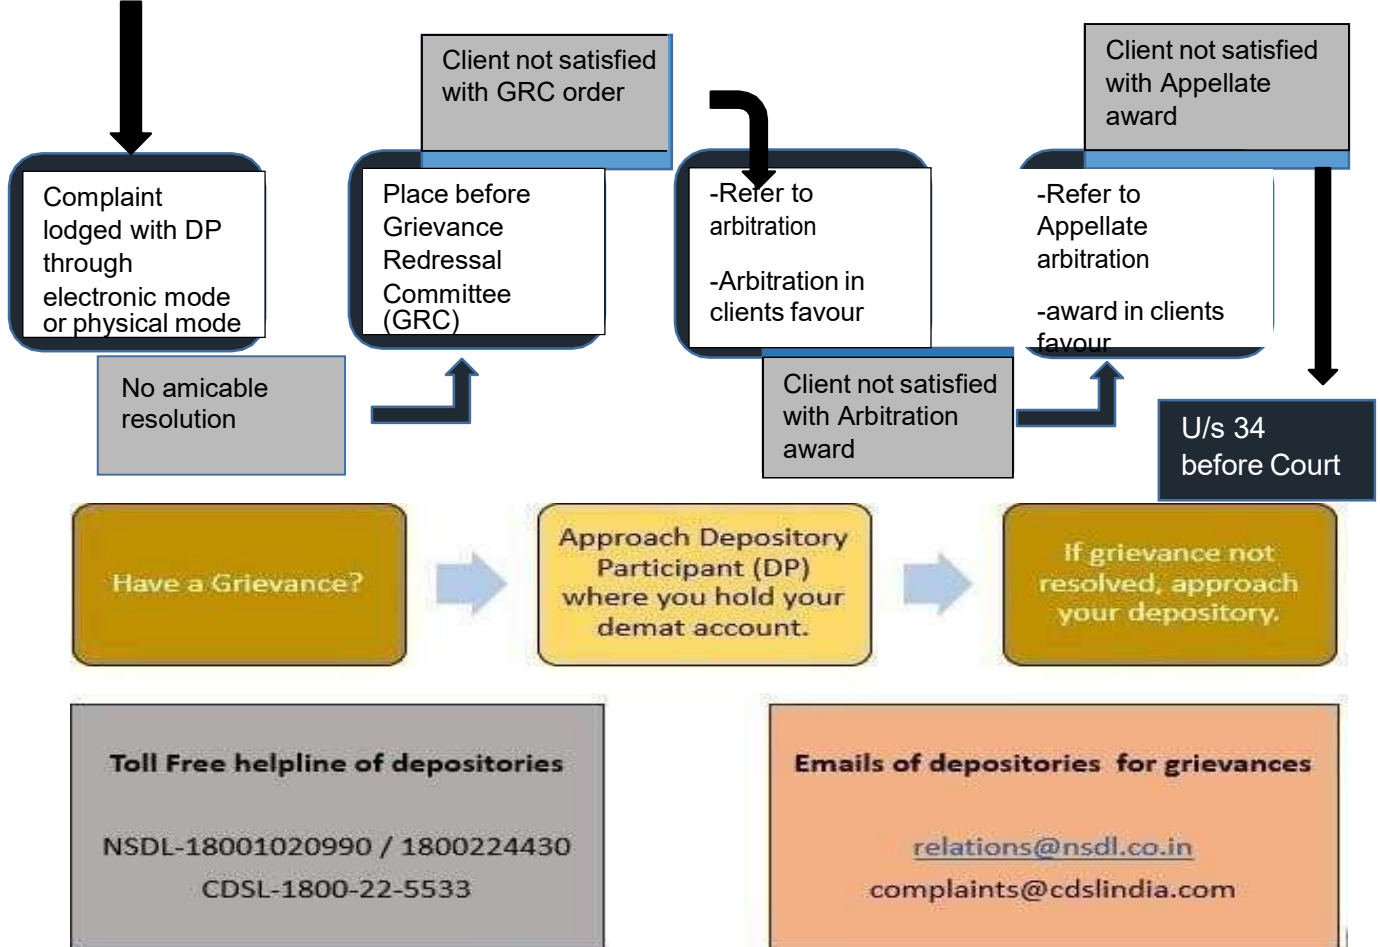 Client not satisfied
with GRC order
Client not satisfied
with Appellate
award
Complaint
lodged with DP
through
electronic mode
or physical mode
Place before
Grievance
Redressal
Committee
(GRC)
-Refer to
arbitration
-Arbitration in
clients favour
-Refer to
Appellate
arbitration
-award in clients
favour
No amicable
resolution
Client not satisfied
with Arbitration
award
U/s 34
before Court
Have a Grievance?
Approach Depository
Participant (DP)
where you hold your
demat account.
If grievance not
resolved, approach
your depository.
Toll Free helpline of depositories
NSDL-18001020990 / 1800224430
CDSL-1800-22-5533
Emails of depositories for grievances
relations@nsdl.co.in
complaints@cdslindia.com